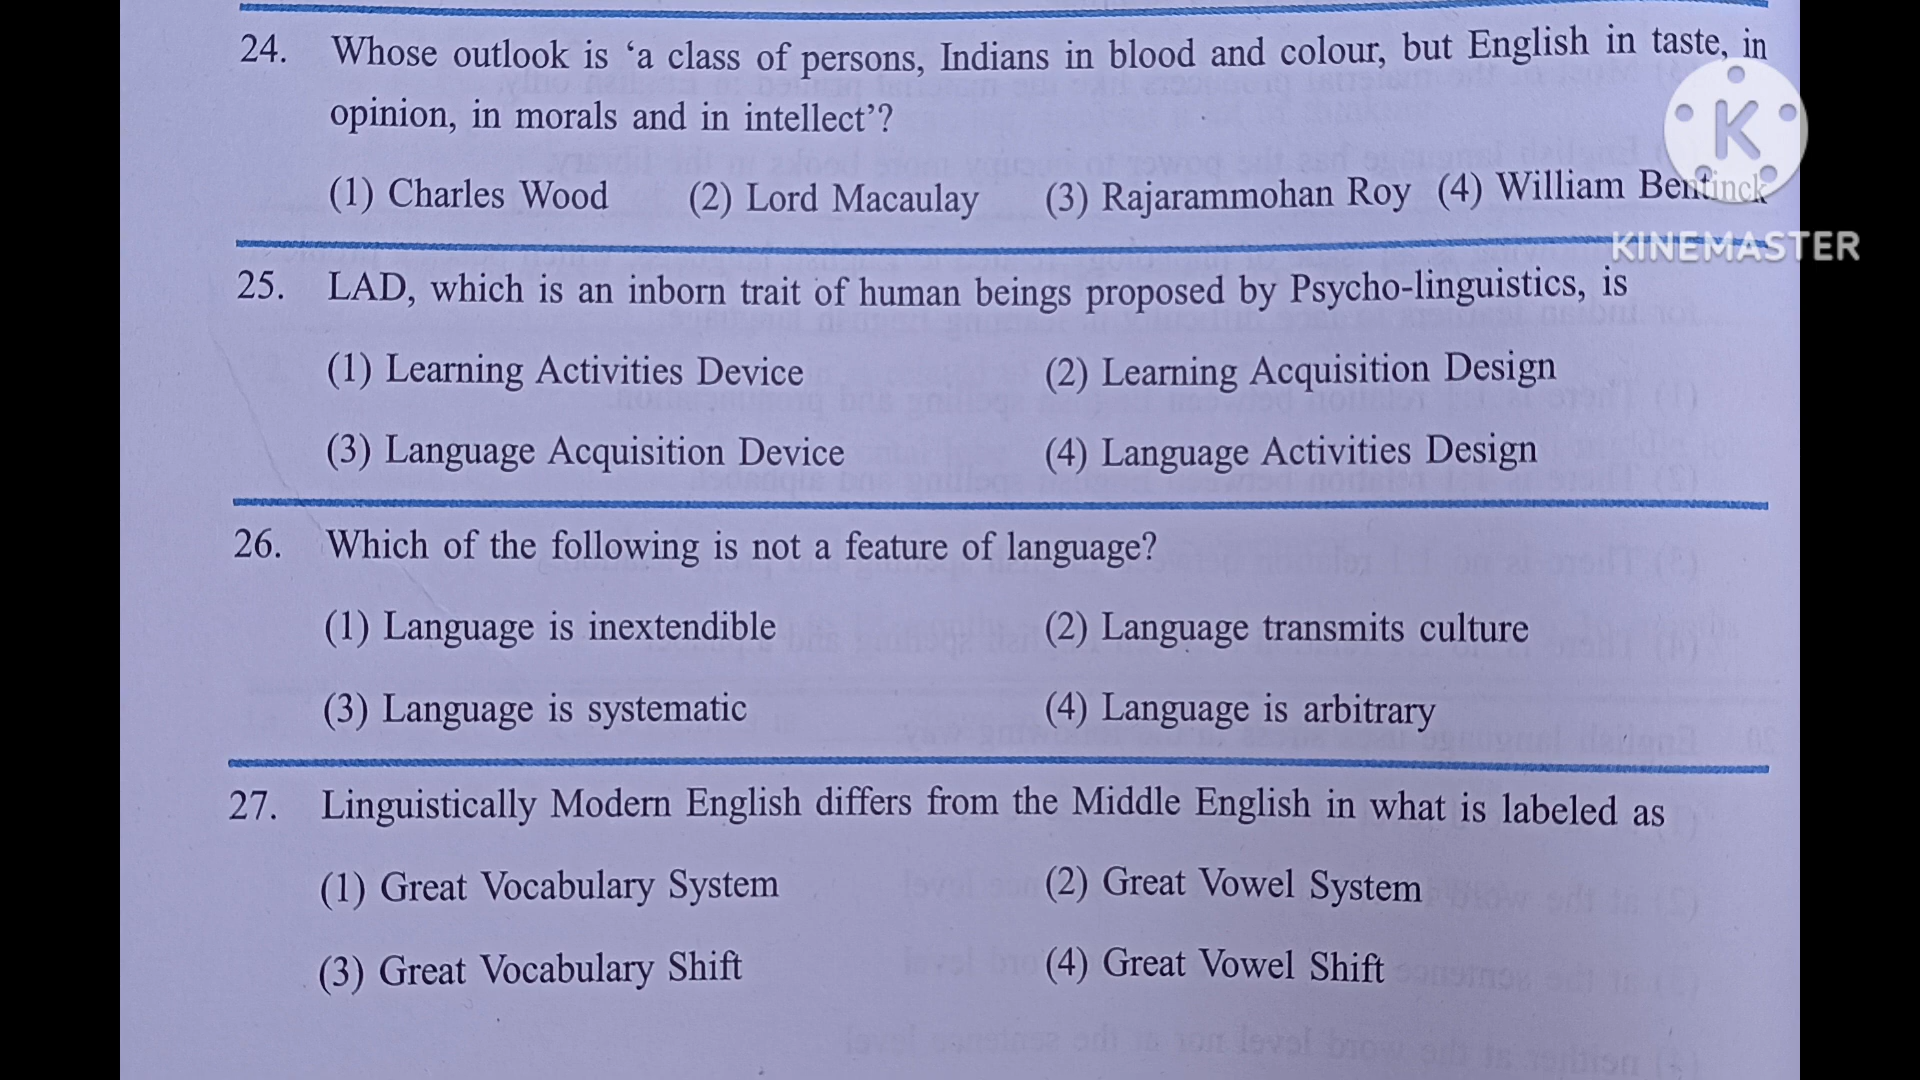 24. Whose outlook is ‘a class of persons, Indians in blood and colour, but English in taste, in
opinion, in morals and in intellect’?
(1) Charles Wood (2) Lord Macaulay (3) Rajarammohan Roy (4) William Bentinck
KINEMASTER
25. LAD, which is an inborn trait of human beings proposed by Psycho-linguistics, is
(1) Learning Activities Device (2) Learning Acquisition Design
(3) Language Acquisition Device (4) Language Activities Design
26. Which of the following is not a feature of language?
(1) Language is inextendible (2) Language transmits culture
(3) Language is systematic (4) Language is arbitrary
27. Linguistically Modern English differs from the Middle English in what is labeled as
(1) Great Vocabulary System (2) Great Vowel System
(3) Great Vocabulary Shift (4) Great Vowel Shift